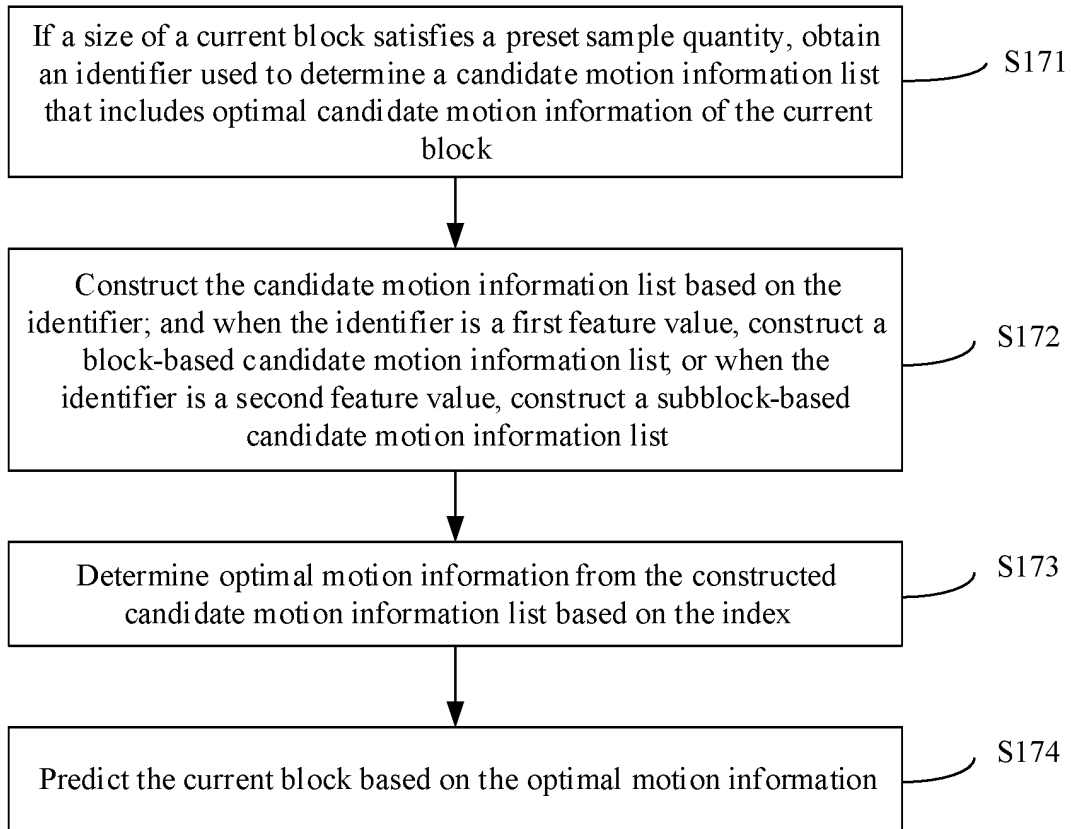 If a size of a current block satisfies a preset sample quantity, obtain
an identifier used to determine a candidate motion information list
that includes optimal candidate motion information of the current
block
S171
Construct the candidate motion information list based on the
identifier; and when the identifier is a first feature value, construct a
block-based candidate motion information list, or when the
identifier is a second feature value, construct a subblock-based
candidate motion information list
S172
Determine optimal motion information from the constructed
candidate motion information list based on the index
S173
Predict the current block based on the optimal motion information
S174